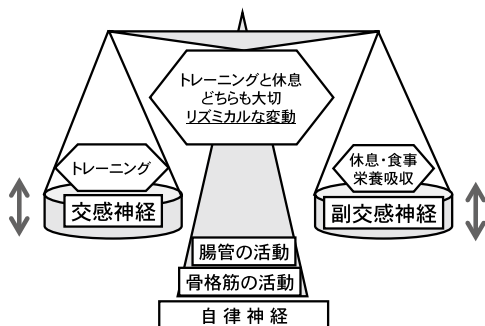 トレーニングと休息
どちらも大切
リズミカルな変動
トレーニング
休息・食事
栄養吸収
交感神経
副交感神経
腸管の活動
骨格筋の活動
自律神経